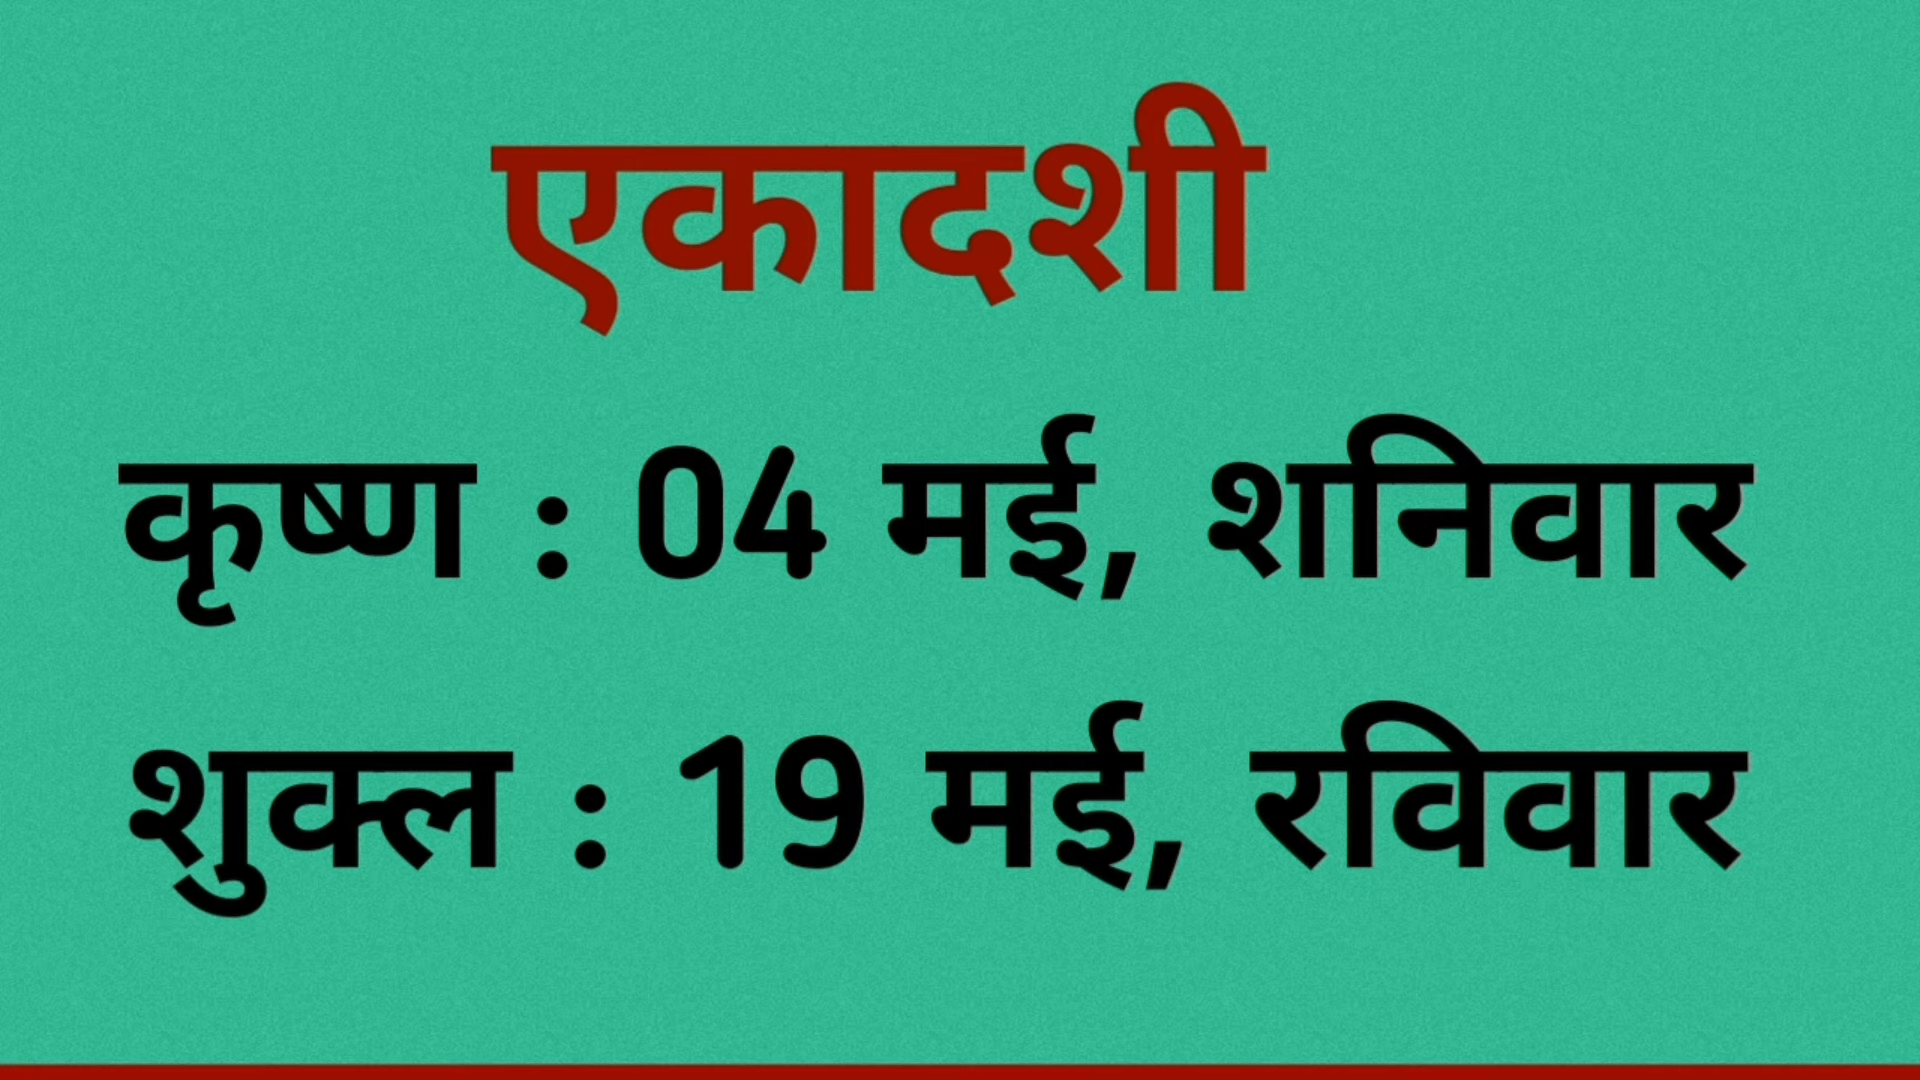 एकादशी
कृष्ण : 04 मई, शनिवार
शुक्ल : 19 मई, रविवार